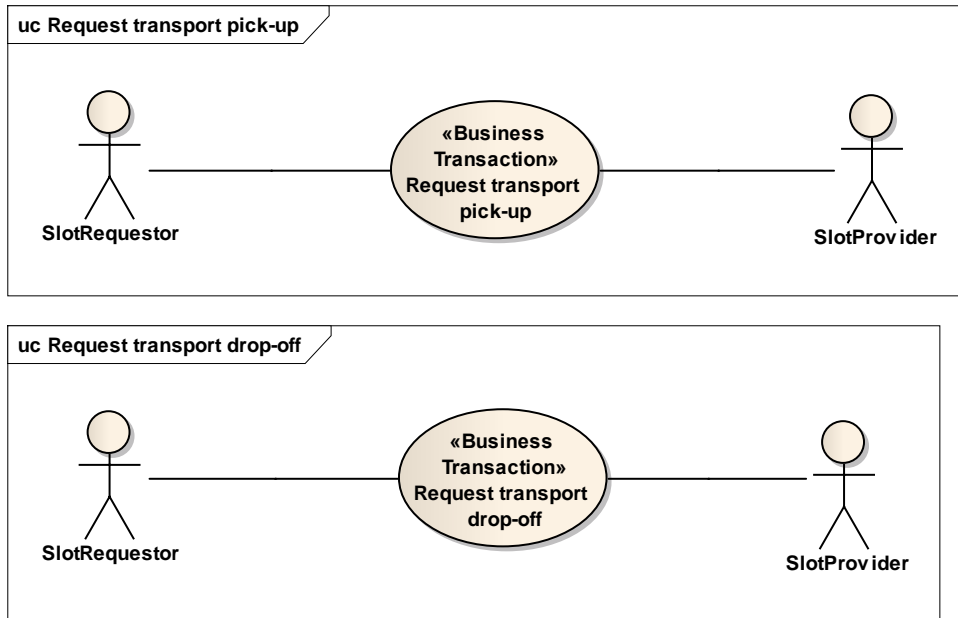 uc Request transport pick-up
«Business
Transaction»
Request transport
pick-up
SlotRequestor
SlotProvider
uc Request transport drop-off
«Business
Transaction»
Request transport
drop-off
SlotRequestor
SlotProvider